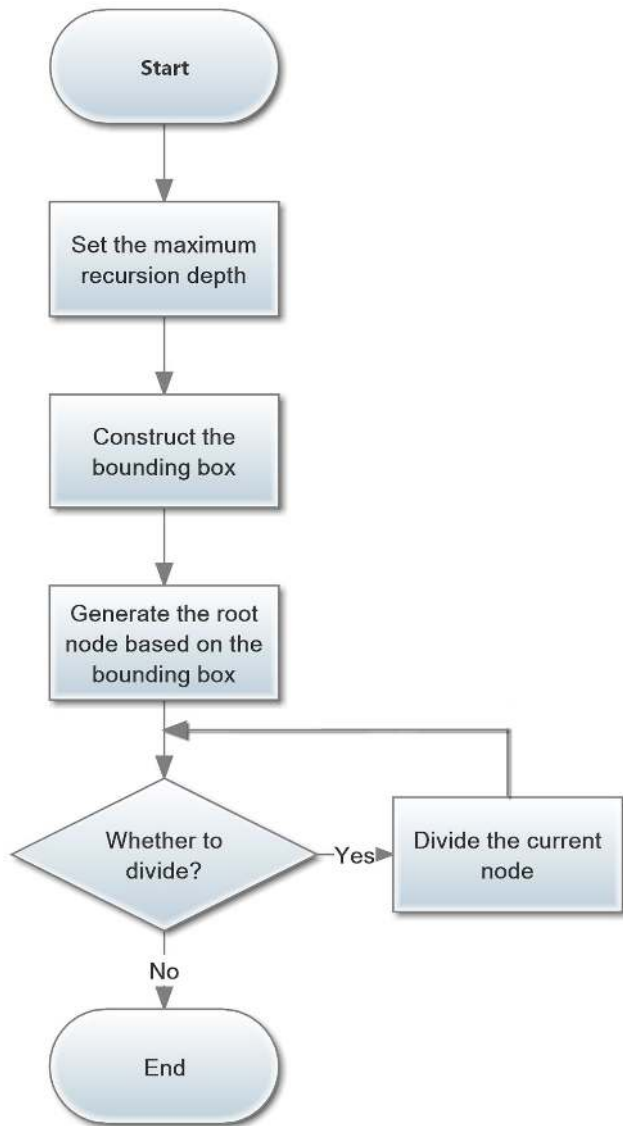 Start
Set the maximum
recursion depth
Construct the
bounding box
Generate the root
node based on the
bounding box
Whether to
divide?
Yes
Divide the current
node
No
End